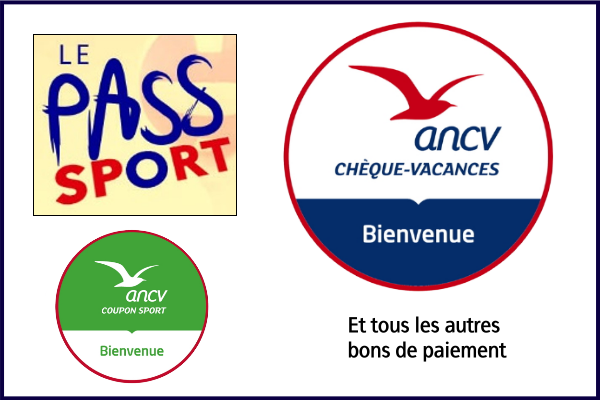 LE
PASS
SPORT
ancv
CHÈQUE-VACANCES
Bienvenue
ancv
COUPON SPORT
Bienvenue
Et tous les autres
bons de paiement